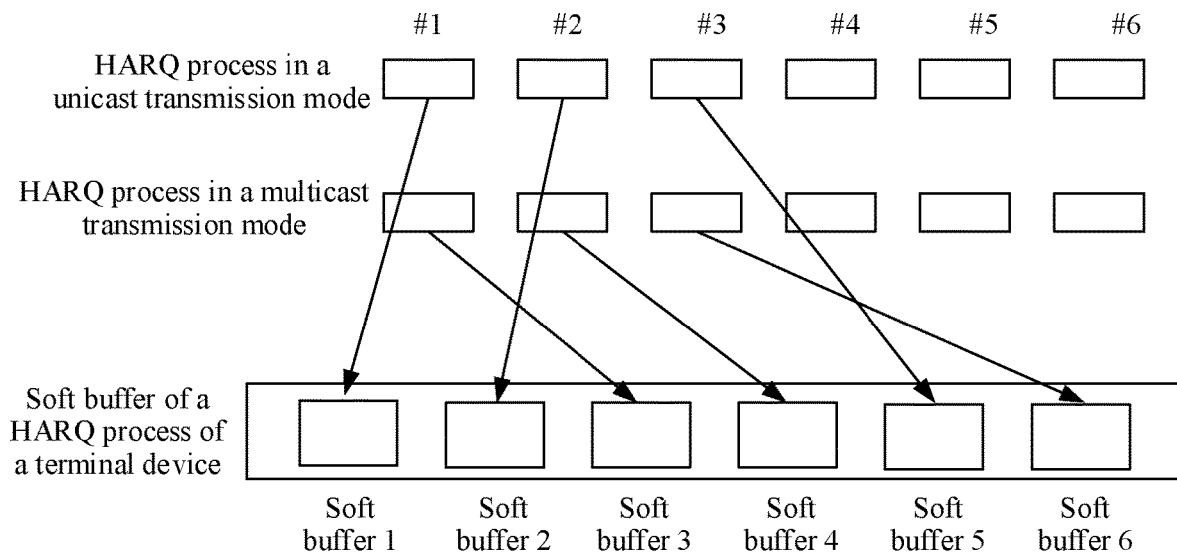 #1 #2 #3 #4 #5 #6
HARQ process in a
unicast transmission mode
HARQ process in a multicast
transmission mode
Soft buffer of a
HARQ process of
a terminal device
Soft Soft Soft Soft Soft Soft
buffer 1 buffer 2 buffer 3 buffer 4 buffer 5 buffer 6